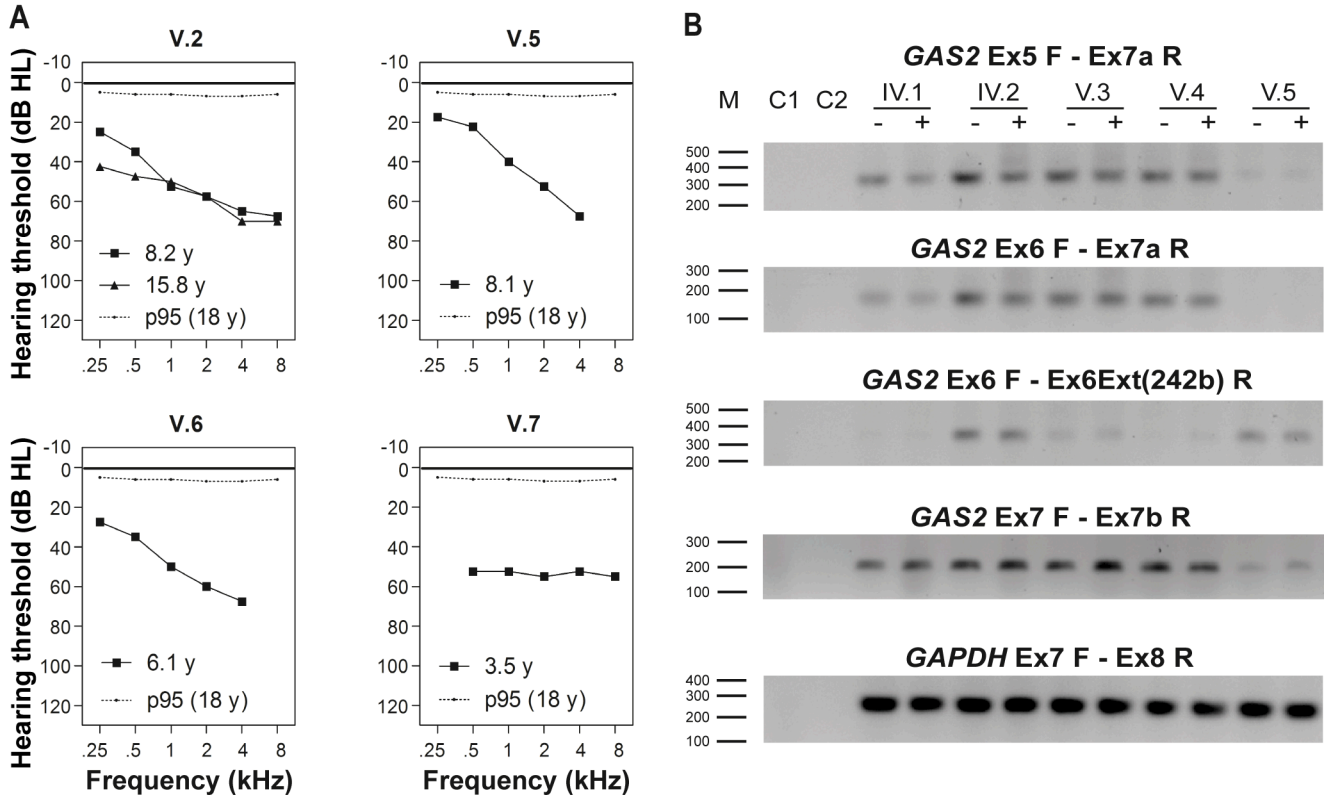 A
V.2
Hearing threshold (dB HL)
-10
0
20
40
60
80
100
120
8.2 y
15.8 y
p95 (18 y)
.25 .5 1 2 4 8
V.5
-10
0
20
40
60
80
100
120
8.1 y
p95 (18 y)
.25 .5 1 2 4 8
V.6
Hearing threshold (dB HL)
-10
0
20
40
60
80
100
120
6.1 y
p95 (18 y)
.25 .5 1 2 4 8
Frequency (kHz)
V.7
-10
0
20
40
60
80
100
120
3.5 y
p95 (18 y)
.25 .5 1 2 4 8
Frequency (kHz)
B
GAS2 Ex5 F - Ex7a R
M C1 C2 IV.1 IV.2 V.3 V.4 V.5
- + - + - + - + - +
500
400
300
200
GAS2 Ex6 F - Ex7a R
300
200
100
GAS2 Ex6 F - Ex6Ext(242b) R
500
400
300
200
GAS2 Ex7 F - Ex7b R
300
200
100
GAPDH Ex7 F - Ex8 R
400
300
200
100